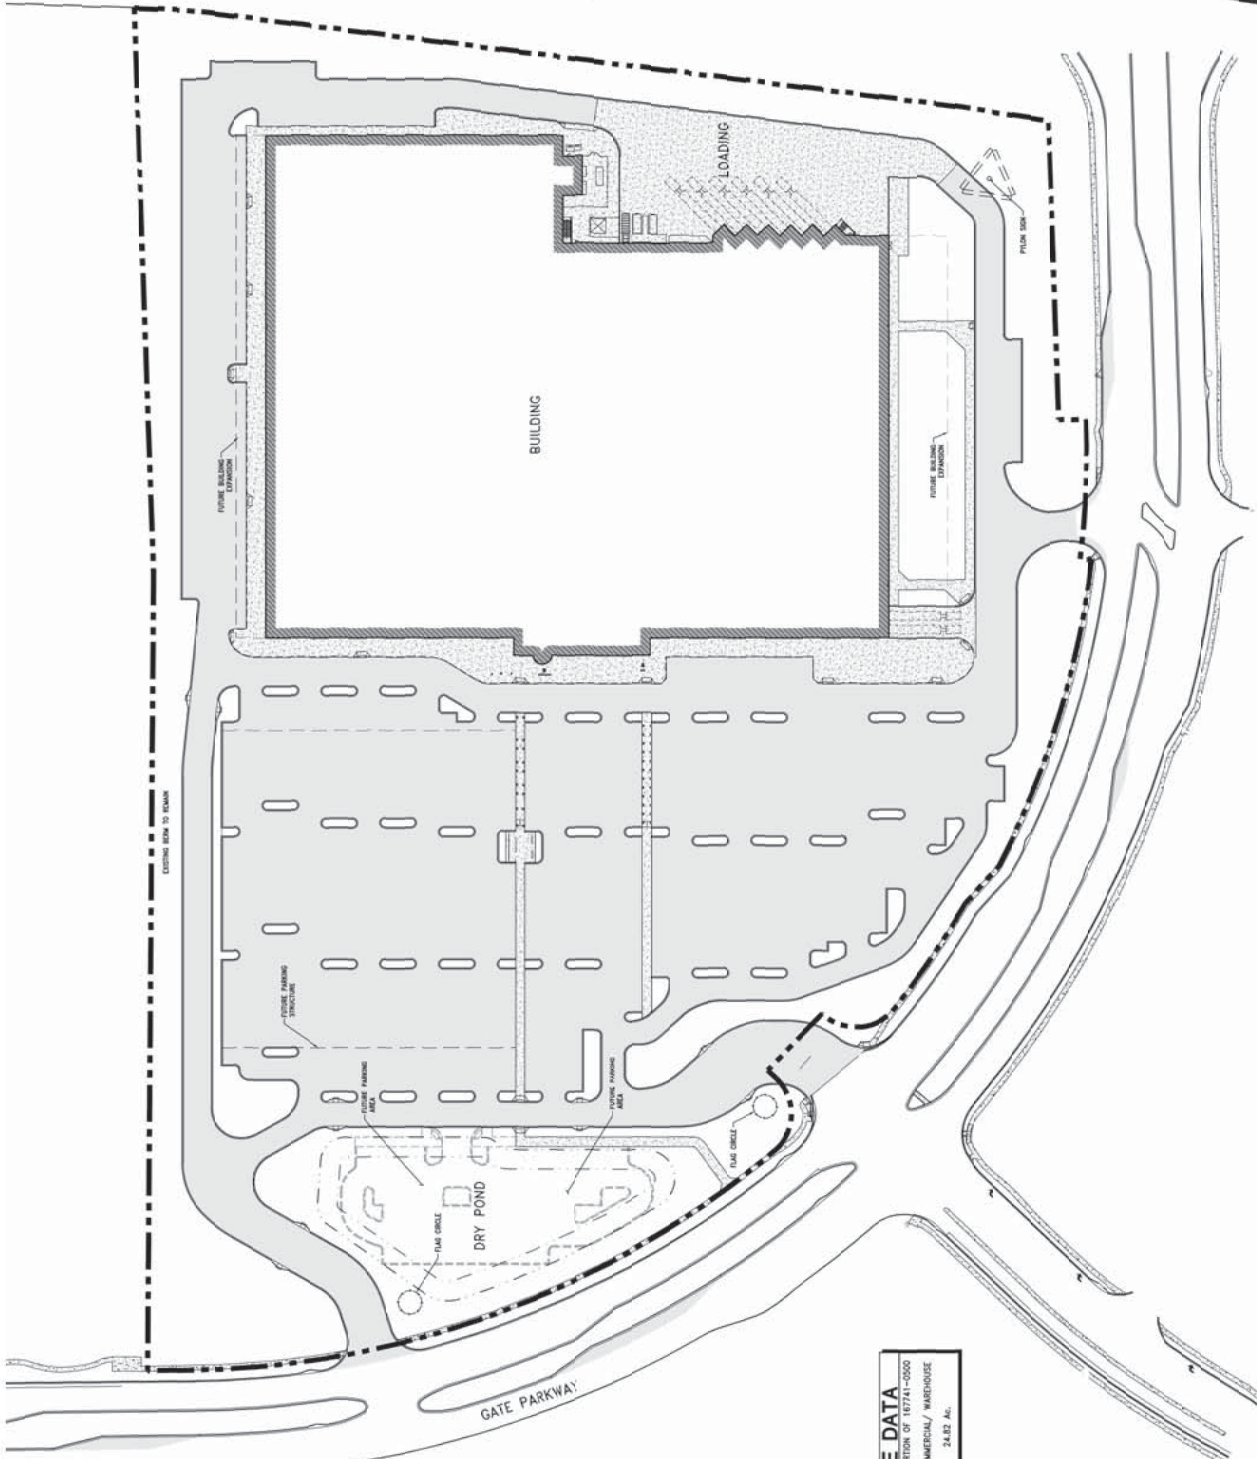 LOADING
PYLON SIGN
BUILDING
FUTURE BUILDING
EXPANSION
FUTURE BUILDING
EXPANSION
EXISTING BERM TO REMAIN
FUTURE PARKING
STRUCTURE
FUTURE PARKING
AREA
FUTURE PARKING
AREA
FLAG CIRCLE
FLAG CIRCLE
DRY POND
GATE PARKWAY
E DATA
RTION OF 167741-0500
MMERCIAL/ WAREHOUSE
24.82 Ac.